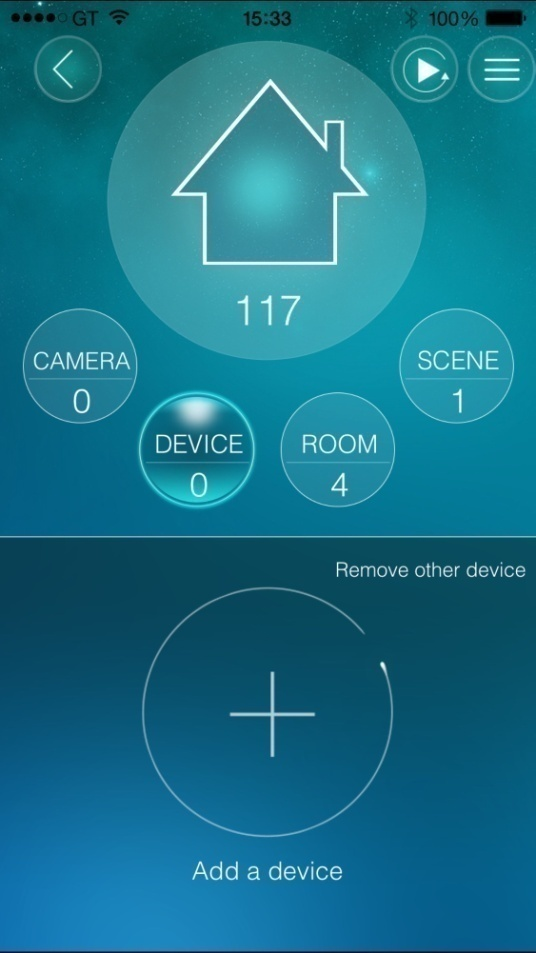 GT 15:33 100%
117
CAMERA
0
SCENE
1
DEVICE
0
ROOM
4
Remove other device
Add a device